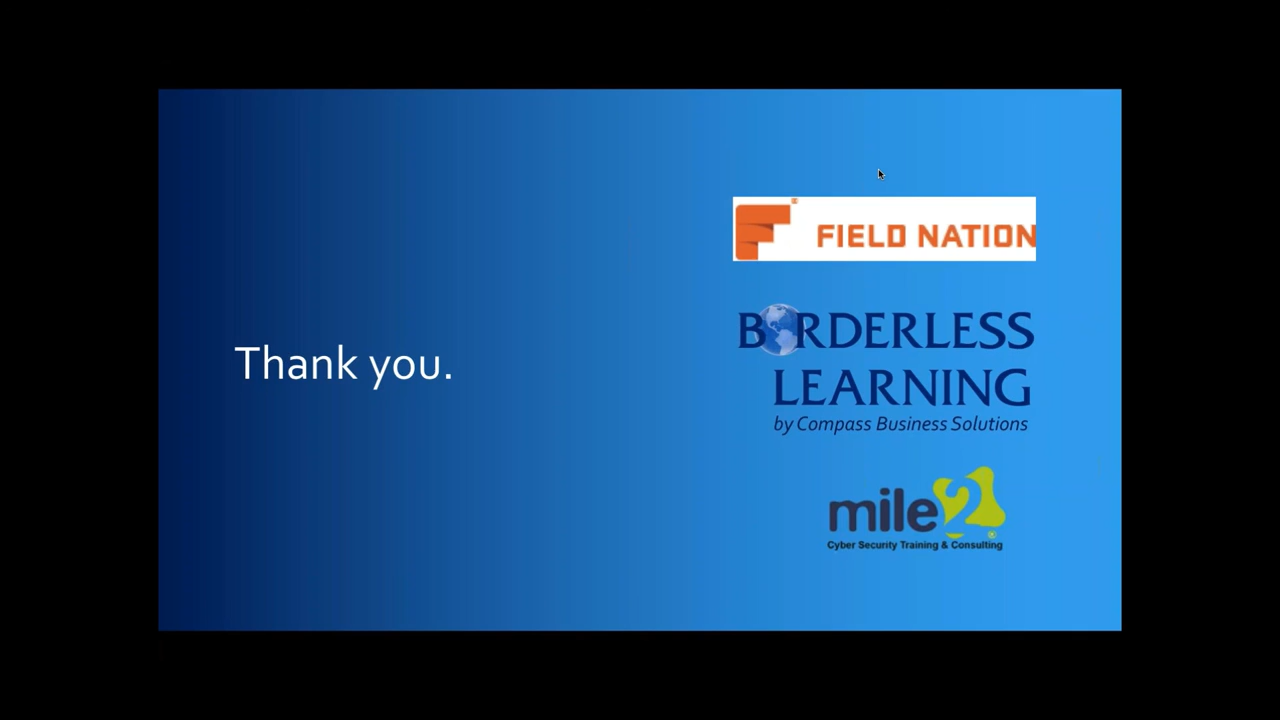 Thank you.
FIELD NATION
BORDERLESS
LEARNING
by Compass Business Solutions
mile2
Cyber Security Training & Consulting